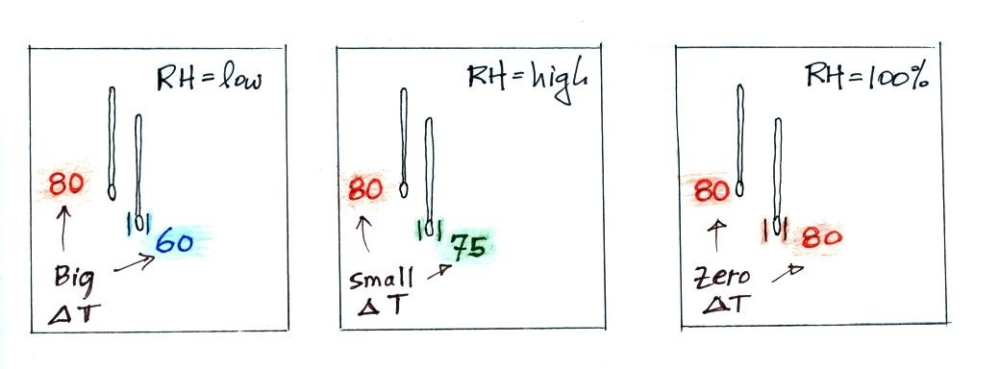 RH=low
80
60
Big
ΔT
RH=high
80
75
small
ΔT
RH=100%
80
80
zero
ΔT